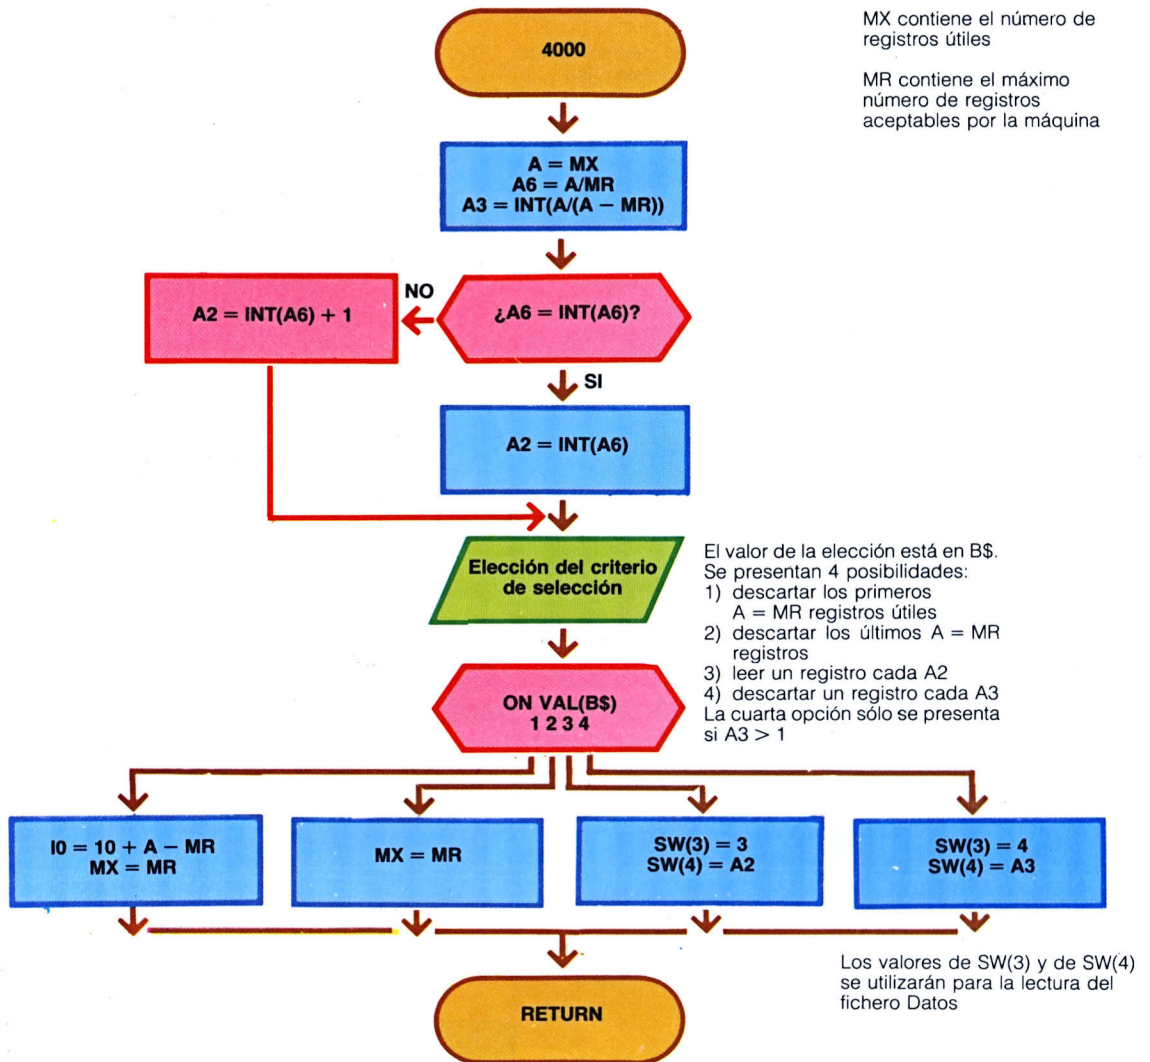 MX contiene el número de
registros útiles
MR contiene el máximo
número de registros
aceptables por la máquina
4000
A = MX
A6 = A/MR
A3 = INT(A/(A − MR))
¿A6 = INT(A6)?
NO
A2 = INT(A6) + 1
SI
A2 = INT(A6)
Elección del criterio
de selección
El valor de la elección está en B$.
Se presentan 4 posibilidades:
1) descartar los primeros
A = MR registros útiles
2) descartar los últimos A = MR
registros
3) leer un registro cada A2
4) descartar un registro cada A3
La cuarta opción sólo se presenta
si A3 > 1
ON VAL(B$)
1 2 3 4
I0 = 10 + A − MR
MX = MR
MX = MR
SW(3) = 3
SW(4) = A2
SW(3) = 4
SW(4) = A3
Los valores de SW(3) y de SW(4)
se utilizarán para la lectura del
fichero Datos
RETURN